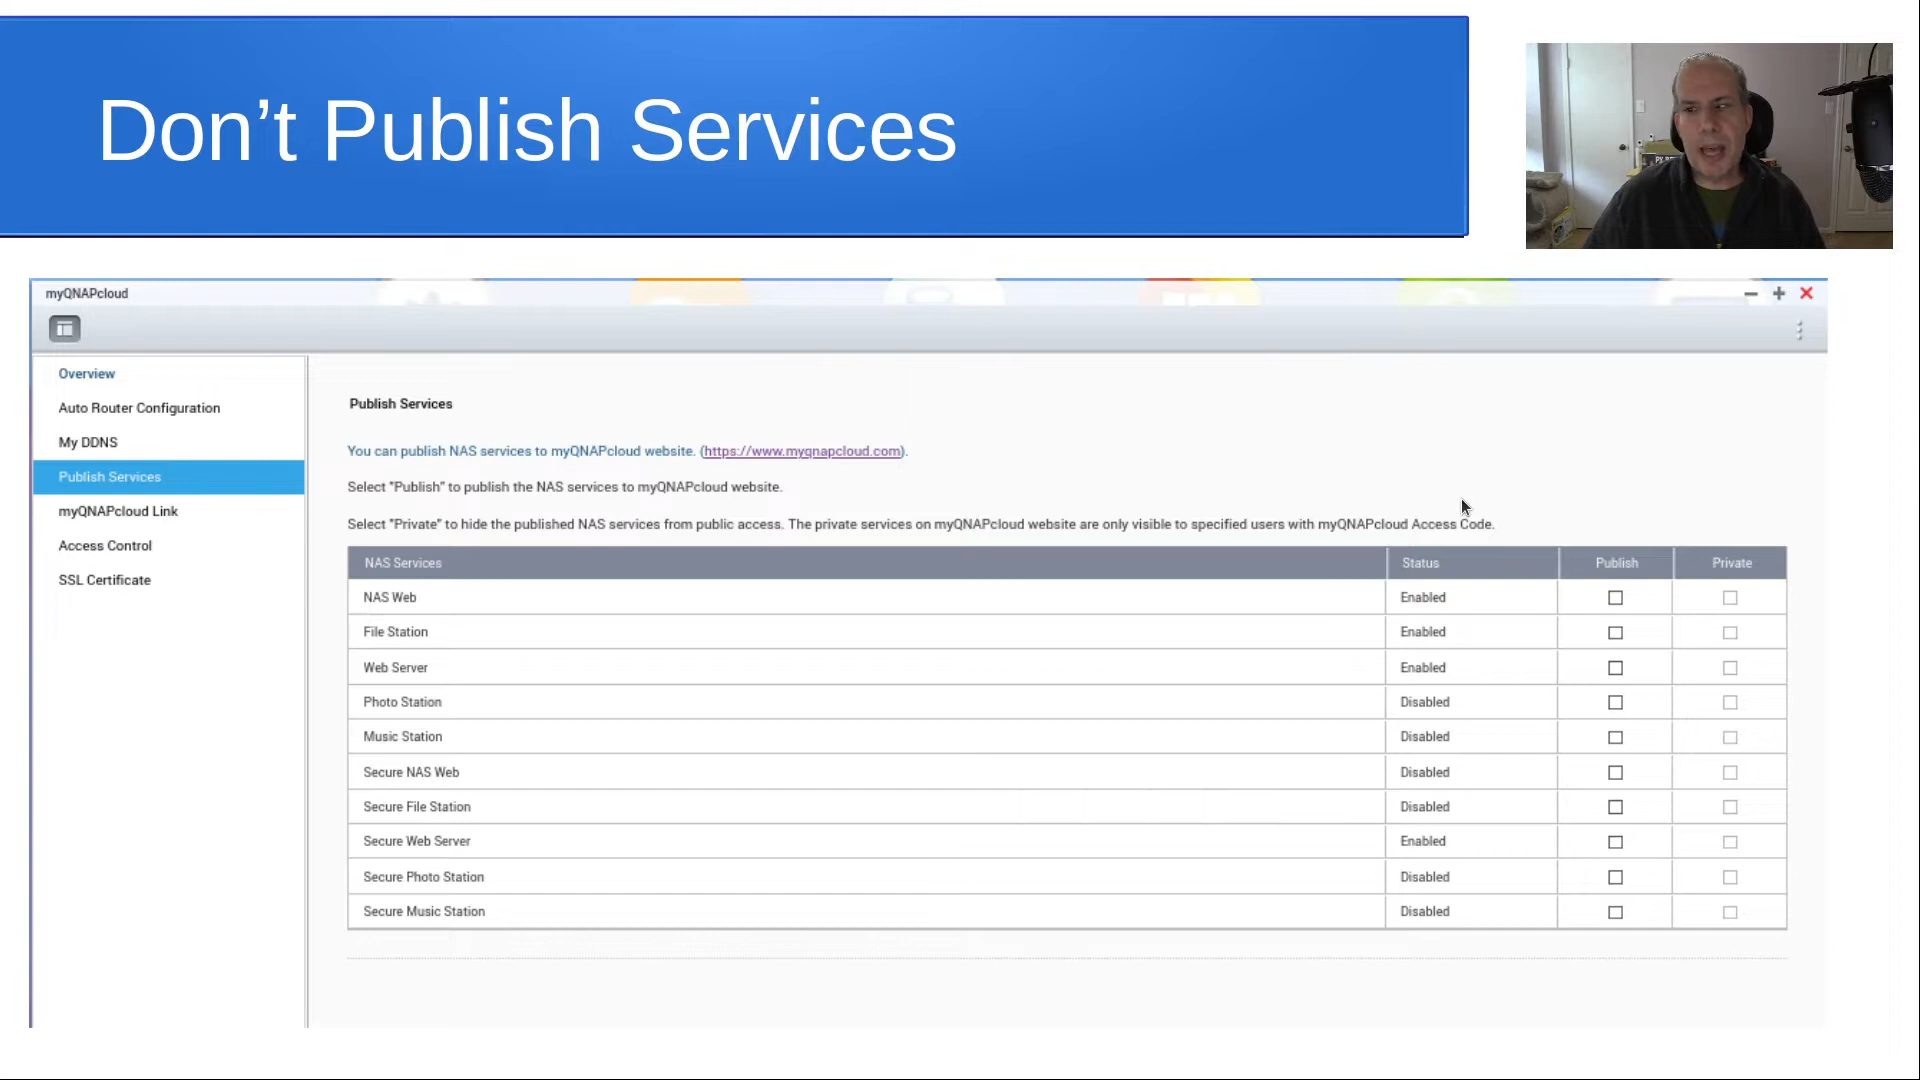 Don’t Publish Services
myQNAPcloud
Overview
Auto Router Configuration
My DDNS
Publish Services
myQNAPcloud Link
Access Control
SSL Certificate
Publish Services
You can publish NAS services to myQNAPcloud website. (https://www.myqnapcloud.com).
Select "Publish" to publish the NAS services to myQNAPcloud website.
Select "Private" to hide the published NAS services from public access. The private services on myQNAPcloud website are only visible to specified users with myQNAPcloud Access Code.
NAS Services Status Publish Private
NAS Web Enabled
File Station Enabled
Web Server Enabled
Photo Station Disabled
Music Station Disabled
Secure NAS Web Disabled
Secure File Station Disabled
Secure Web Server Enabled
Secure Photo Station Disabled
Secure Music Station Disabled